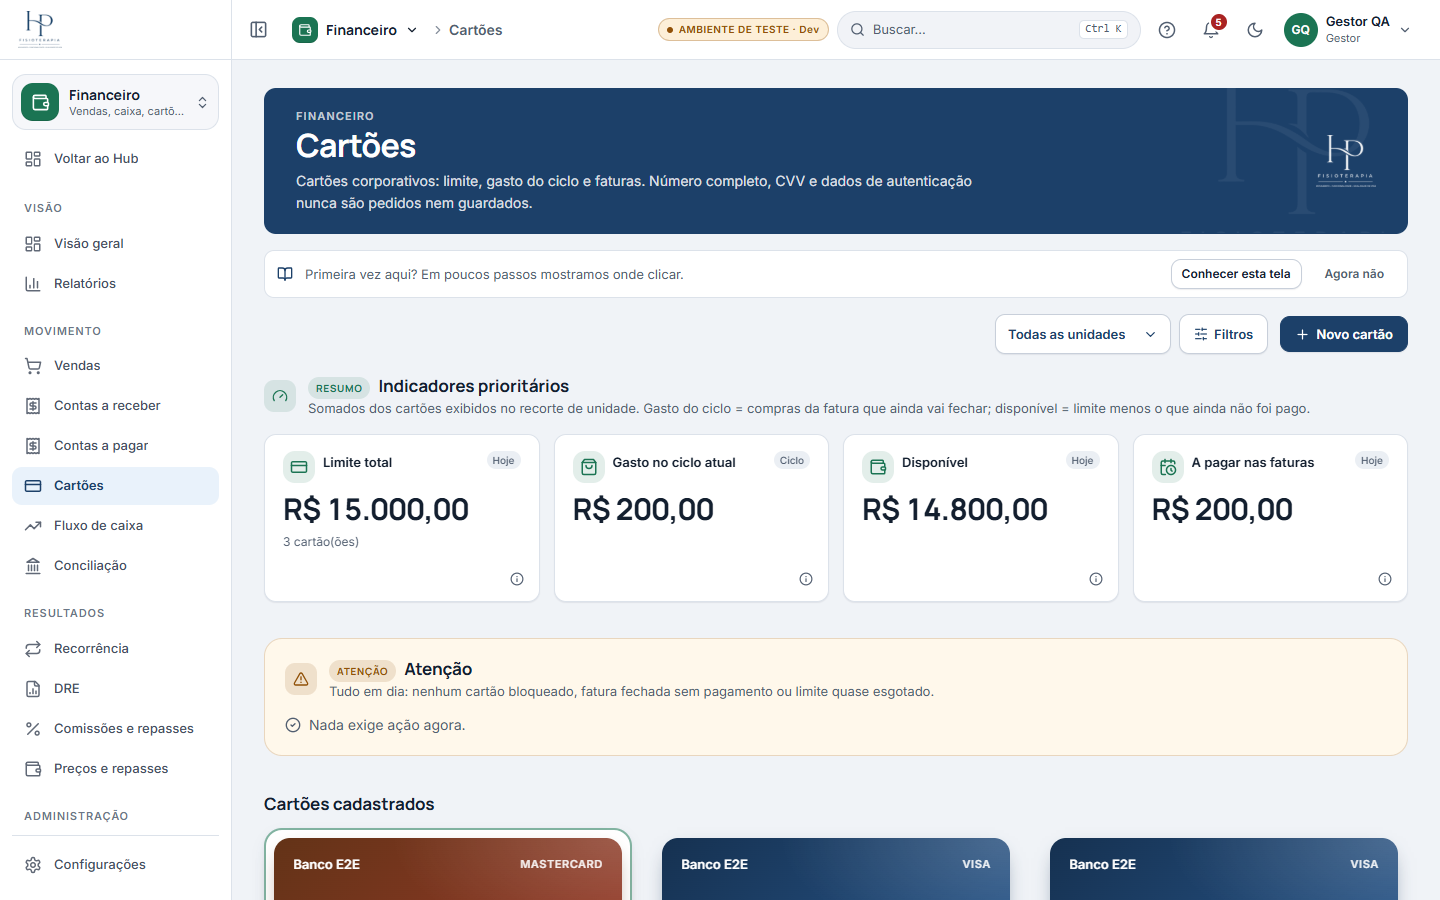 HP
FISIOTERAPIA
Financeiro
Cartões
AMBIENTE DE TESTE · Dev
Buscar...
Ctrl K
5
GQ
Gestor QA
Gestor
Financeiro
Vendas, caixa, cartõ...
Voltar ao Hub
VISÃO
Visão geral
Relatórios
MOVIMENTO
Vendas
Contas a receber
Contas a pagar
Cartões
Fluxo de caixa
Conciliação
RESULTADOS
Recorrência
DRE
Comissões e repasses
Preços e repasses
ADMINISTRAÇÃO
Configurações
FINANCEIRO
Cartões
Cartões corporativos: limite, gasto do ciclo e faturas. Número completo, CVV e dados de autenticação
nunca são pedidos nem guardados.
HP
FISIOTERAPIA
Primeira vez aqui? Em poucos passos mostramos onde clicar.
Conhecer esta tela
Agora não
Todas as unidades
Filtros
Novo cartão
RESUMO
Indicadores prioritários
Somados dos cartões exibidos no recorte de unidade. Gasto do ciclo = compras da fatura que ainda vai fechar; disponível = limite menos o que ainda não foi pago.
Limite total
Hoje
R$ 15.000,00
3 cartão(ões)
Gasto no ciclo atual
Ciclo
R$ 200,00
Disponível
Hoje
R$ 14.800,00
A pagar nas faturas
Hoje
R$ 200,00
ATENÇÃO
Atenção
Tudo em dia: nenhum cartão bloqueado, fatura fechada sem pagamento ou limite quase esgotado.
Nada exige ação agora.
Cartões cadastrados
Banco E2E
MASTERCARD
Banco E2E
VISA
Banco E2E
VISA